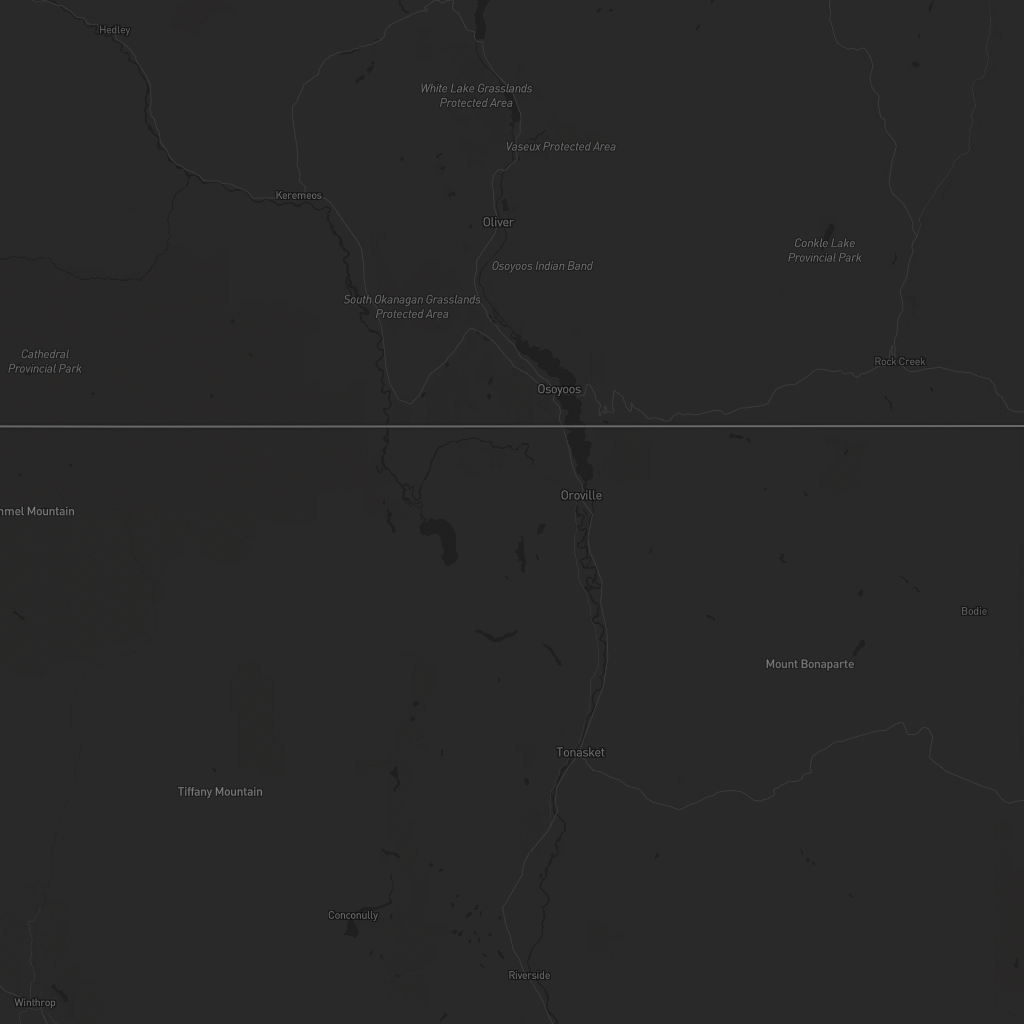 Hedley
White Lake Grasslands
Protected Area
Vaseux Protected Area
Keremeos
Oliver
Conkle Lake
Provincial Park
Osoyoos Indian Band
South Okanagan Grasslands
Protected Area
Cathedral
Provincial Park
Rock Creek
Osoyoos
Oroville
mmel Mountain
Bodie
Mount Bonaparte
Tonasket
Tiffany Mountain
Conconully
Riverside
Winthrop